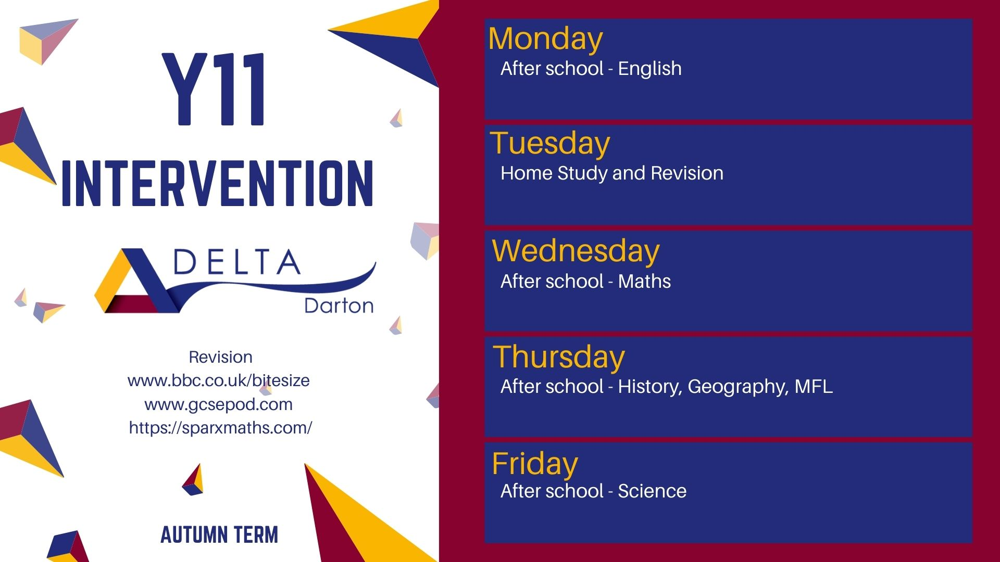 Y11
INTERVENTION
DELTA
Darton
Revision
www.bbc.co.uk/bitesize
www.gcsepod.com
https://sparxmaths.com/
AUTUMN TERM
Monday
After school - English
Tuesday
Home Study and Revision
Wednesday
After school - Maths
Thursday
After school - History, Geography, MFL
Friday
After school - Science